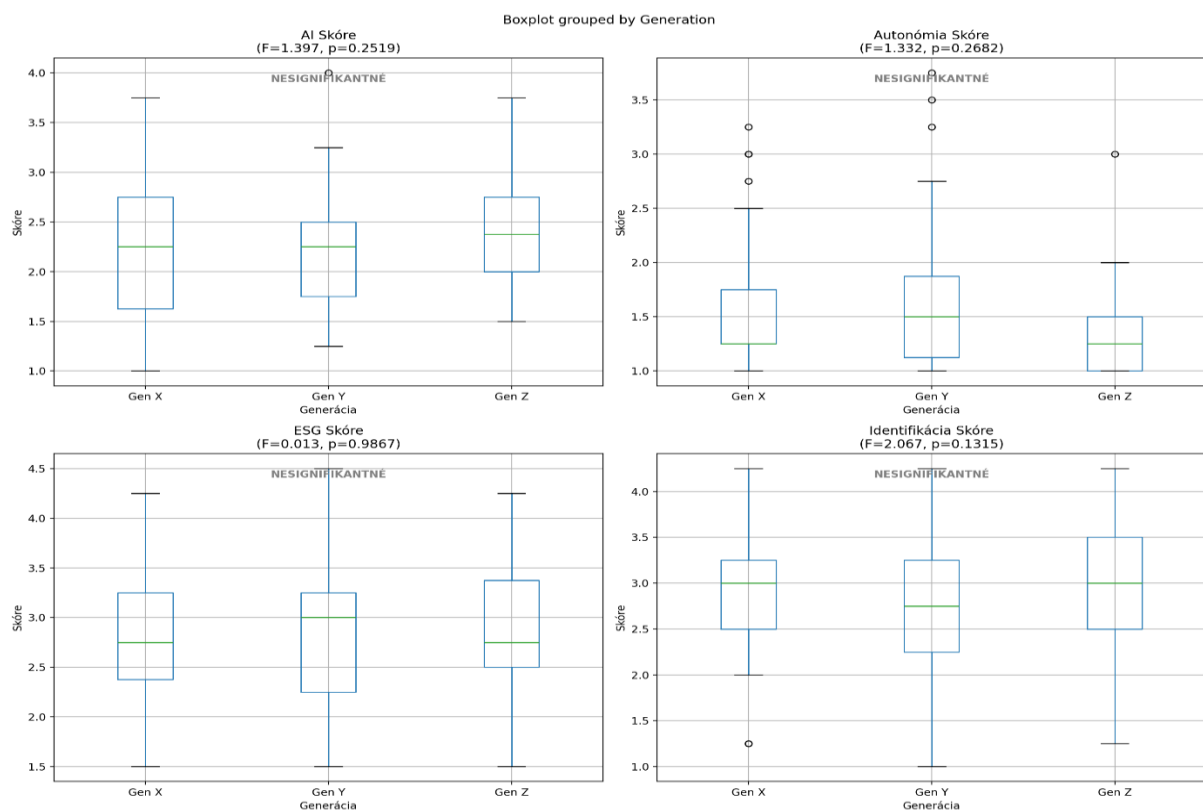 Boxplot grouped by Generation
AI Skóre
(F=1.397, p=0.2519)
NESIGNIFIKANTNÉ
4.0
3.5
3.0
2.5
2.0
1.5
1.0
Skóre
Gen X Gen Y Gen Z
Generácia
Autonómia Skóre
(F=1.332, p=0.2682)
NESIGNIFIKANTNÉ
3.5
3.0
2.5
2.0
1.5
1.0
Skóre
Gen X Gen Y Gen Z
Generácia
ESG Skóre
(F=0.013, p=0.9867)
NESIGNIFIKANTNÉ
4.5
4.0
3.5
3.0
2.5
2.0
1.5
Skóre
Gen X Gen Y Gen Z
Generácia
Identifikácia Skóre
(F=2.067, p=0.1315)
NESIGNIFIKANTNÉ
4.0
3.5
3.0
2.5
2.0
1.5
1.0
Skóre
Gen X Gen Y Gen Z
Generácia